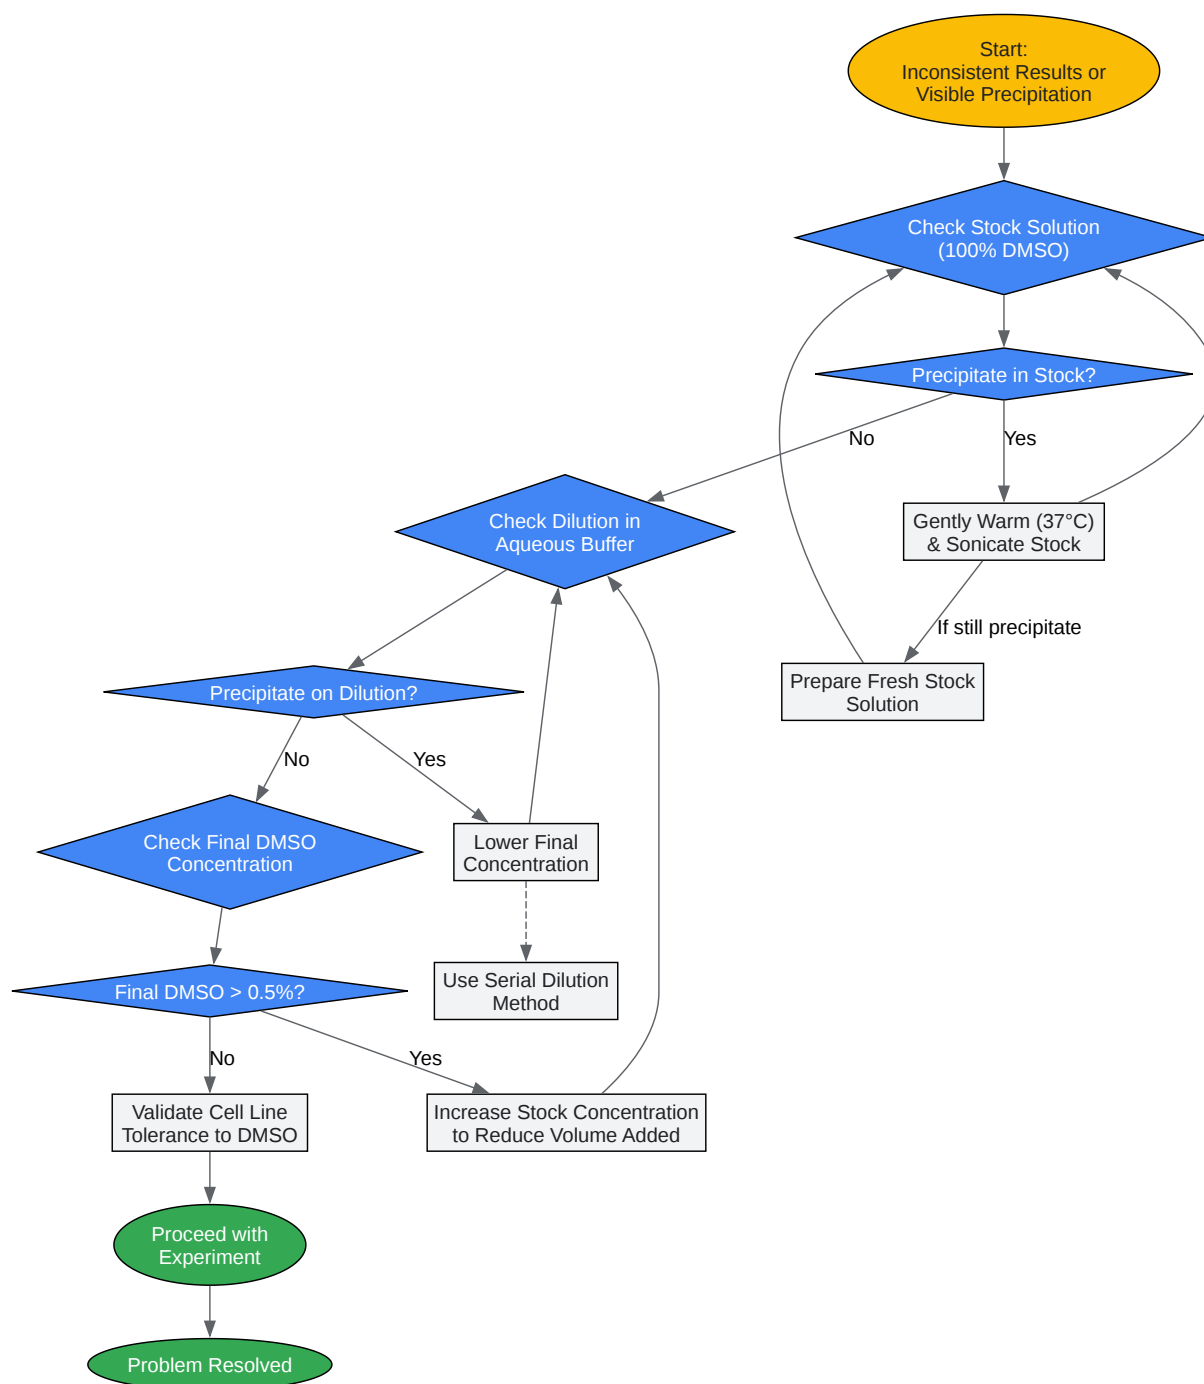 Start:
Inconsistent Results or
Visible Precipitation
Check Stock Solution
(100% DMSO)
Precipitate in Stock?
No
Yes
Check Dilution in
Aqueous Buffer
Gently Warm (37°C)
& Sonicate Stock
If still precipitate
Prepare Fresh Stock
Solution
Precipitate on Dilution?
No
Yes
Check Final DMSO
Concentration
Lower Final
Concentration
Use Serial Dilution
Method
Final DMSO > 0.5%?
No
Yes
Validate Cell Line
Tolerance to DMSO
Increase Stock Concentration
to Reduce Volume Added
Proceed with
Experiment
Problem Resolved